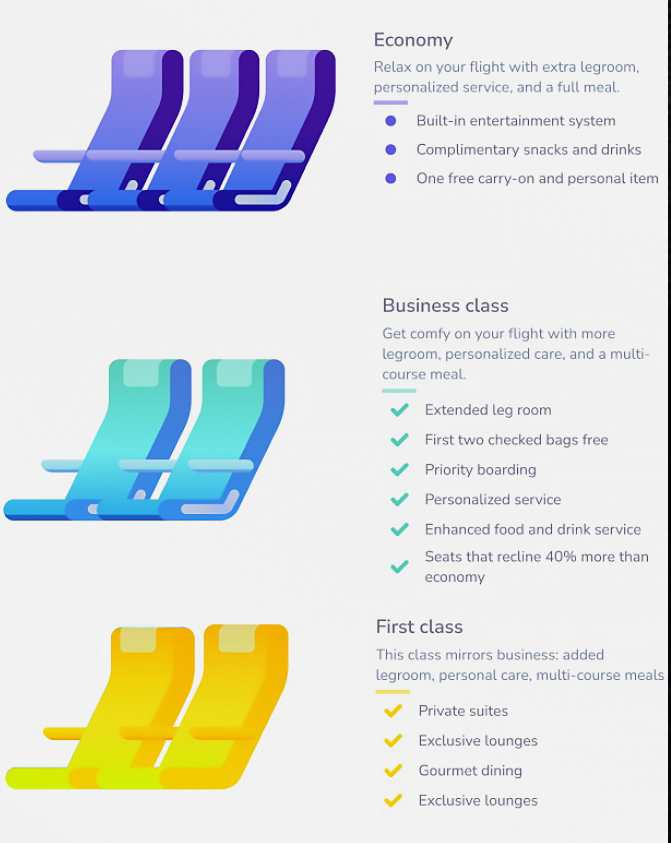 Economy
Relax on your flight with extra legroom,
personalized service, and a full meal.
Built-in entertainment system
Complimentary snacks and drinks
One free carry-on and personal item
Business class
Get comfy on your flight with more
legroom, personalized care, and a multi-
course meal.
Extended leg room
First two checked bags free
Priority boarding
Personalized service
Enhanced food and drink service
Seats that recline 40% more than
economy
First class
This class mirrors business: added
legroom, personal care, multi-course meals
Private suites
Exclusive lounges
Gourmet dining
Exclusive lounges